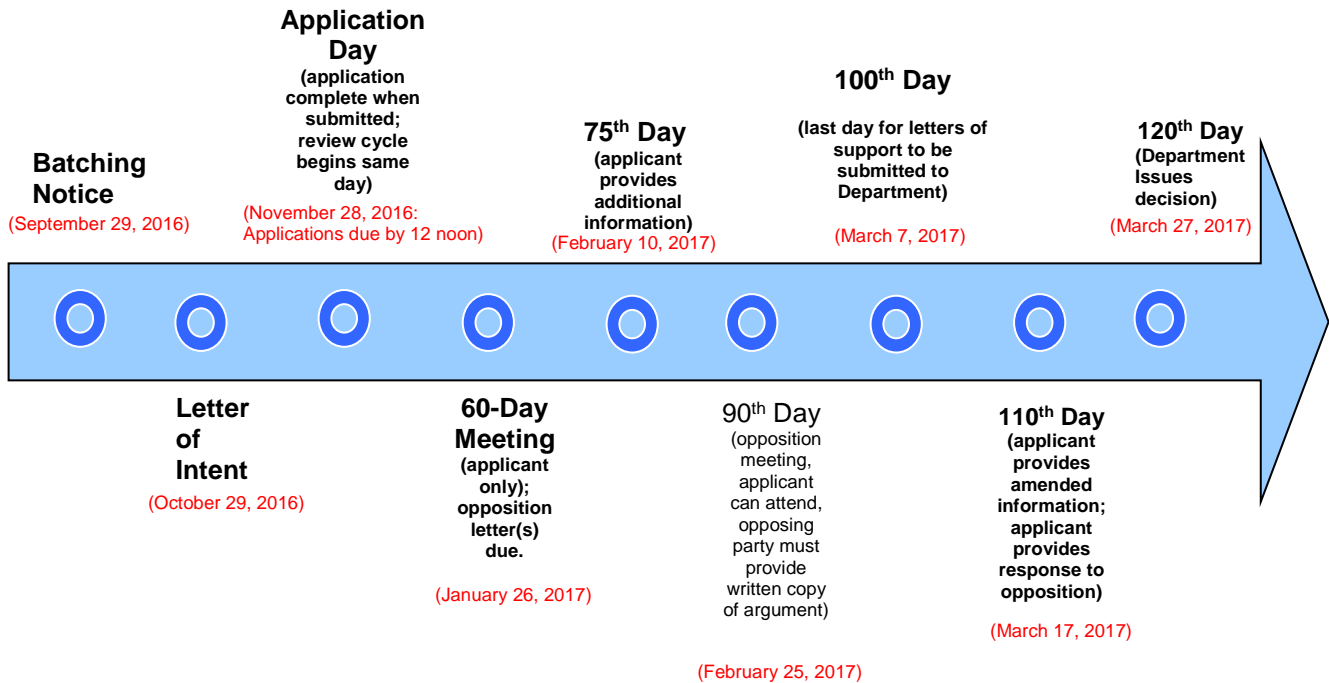 Batching
Notice
(September 29, 2016)
Letter
of
Intent
(October 29, 2016)
Application
Day
(application
complete when
submitted;
review cycle
begins same
day)
(November 28, 2016:
Applications due by 12 noon)
60-Day
Meeting
(applicant
only);
opposition
letter(s)
due.
(January 26, 2017)
75th Day
(applicant
provides
additional
information)
(February 10, 2017)
90th Day
(opposition
meeting,
applicant
can attend,
opposing
party must
provide
written copy
of argument)
(February 25, 2017)
100th Day
(last day for letters of
support to be
submitted to
Department)
(March 7, 2017)
110th Day
(applicant
provides
amended
information;
applicant
provides
response to
opposition)
(March 17, 2017)
120th Day
(Department
Issues
decision)
(March 27, 2017)